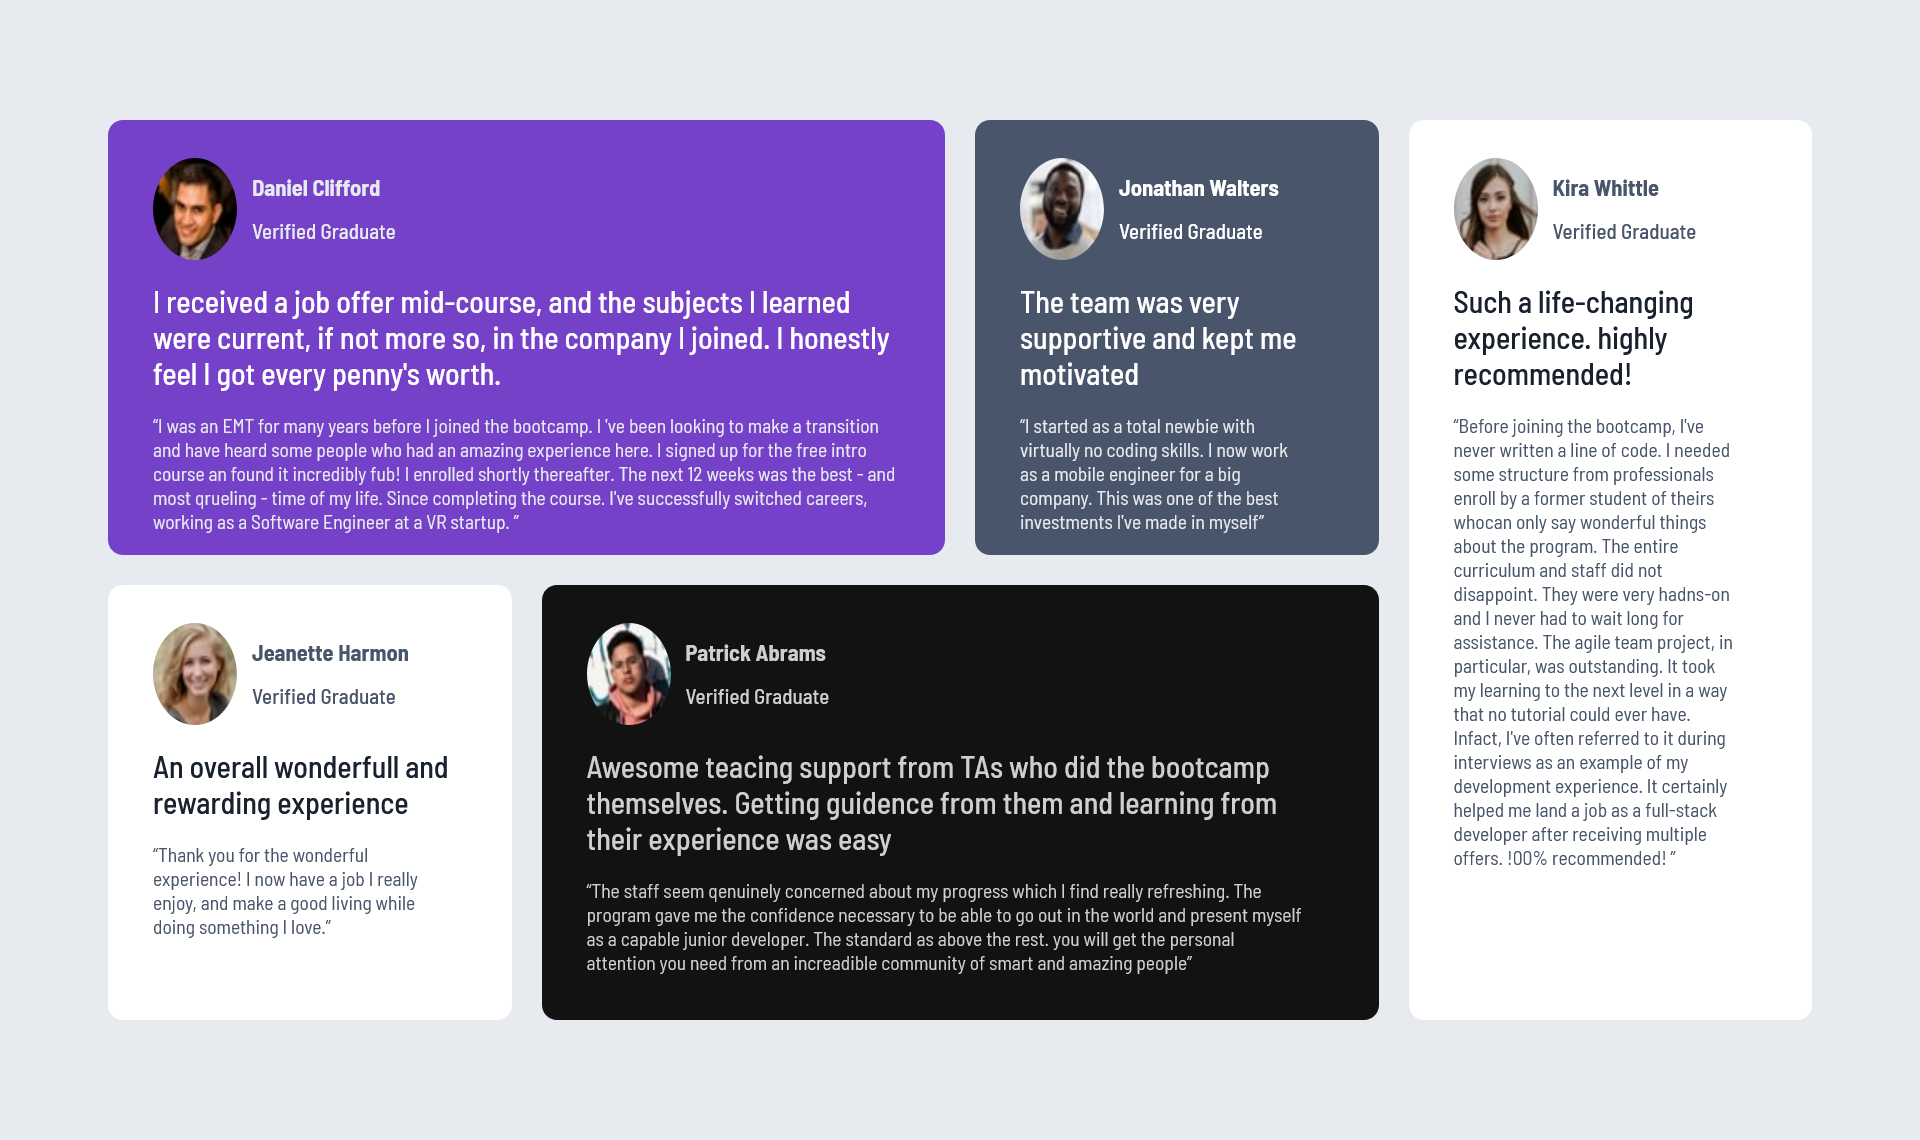 Daniel Clifford
Verified Graduate
I received a job offer mid-course, and the subjects I learned
were current, if not more so, in the company I joined. I honestly
feel I got every penny's worth.
“I was an EMT for many years before I joined the bootcamp. I 've been looking to make a transition
and have heard some people who had an amazing experience here. I signed up for the free intro
course an found it incredibly fub! I enrolled shortly thereafter. The next 12 weeks was the best - and
most qrueling - time of my life. Since completing the course. I've successfully switched careers,
working as a Software Engineer at a VR startup. ”
Jonathan Walters
Verified Graduate
The team was very
supportive and kept me
motivated
“I started as a total newbie with
virtually no coding skills. I now work
as a mobile engineer for a big
company. This was one of the best
investments I've made in myself”
Kira Whittle
Verified Graduate
Such a life-changing
experience. highly
recommended!
“Before joining the bootcamp, I've
never written a line of code. I needed
some structure from professionals
enroll by a former student of theirs
whocan only say wonderful things
about the program. The entire
curriculum and staff did not
disappoint. They were very hadns-on
and I never had to wait long for
assistance. The agile team project, in
particular, was outstanding. It took
my learning to the next level in a way
that no tutorial could ever have.
Infact, I've often referred to it during
interviews as an example of my
development experience. It certainly
helped me land a job as a full-stack
developer after receiving multiple
offers. !00% recommended! ”
Jeanette Harmon
Verified Graduate
An overall wonderfull and
rewarding experience
“Thank you for the wonderful
experience! I now have a job I really
enjoy, and make a good living while
doing something I love.”
Patrick Abrams
Verified Graduate
Awesome teacing support from TAs who did the bootcamp
themselves. Getting guidence from them and learning from
their experience was easy
“The staff seem qenuinely concerned about my progress which I find really refreshing. The
program gave me the confidence necessary to be able to go out in the world and present myself
as a capable junior developer. The standard as above the rest. you will get the personal
attention you need from an increadible community of smart and amazing people”